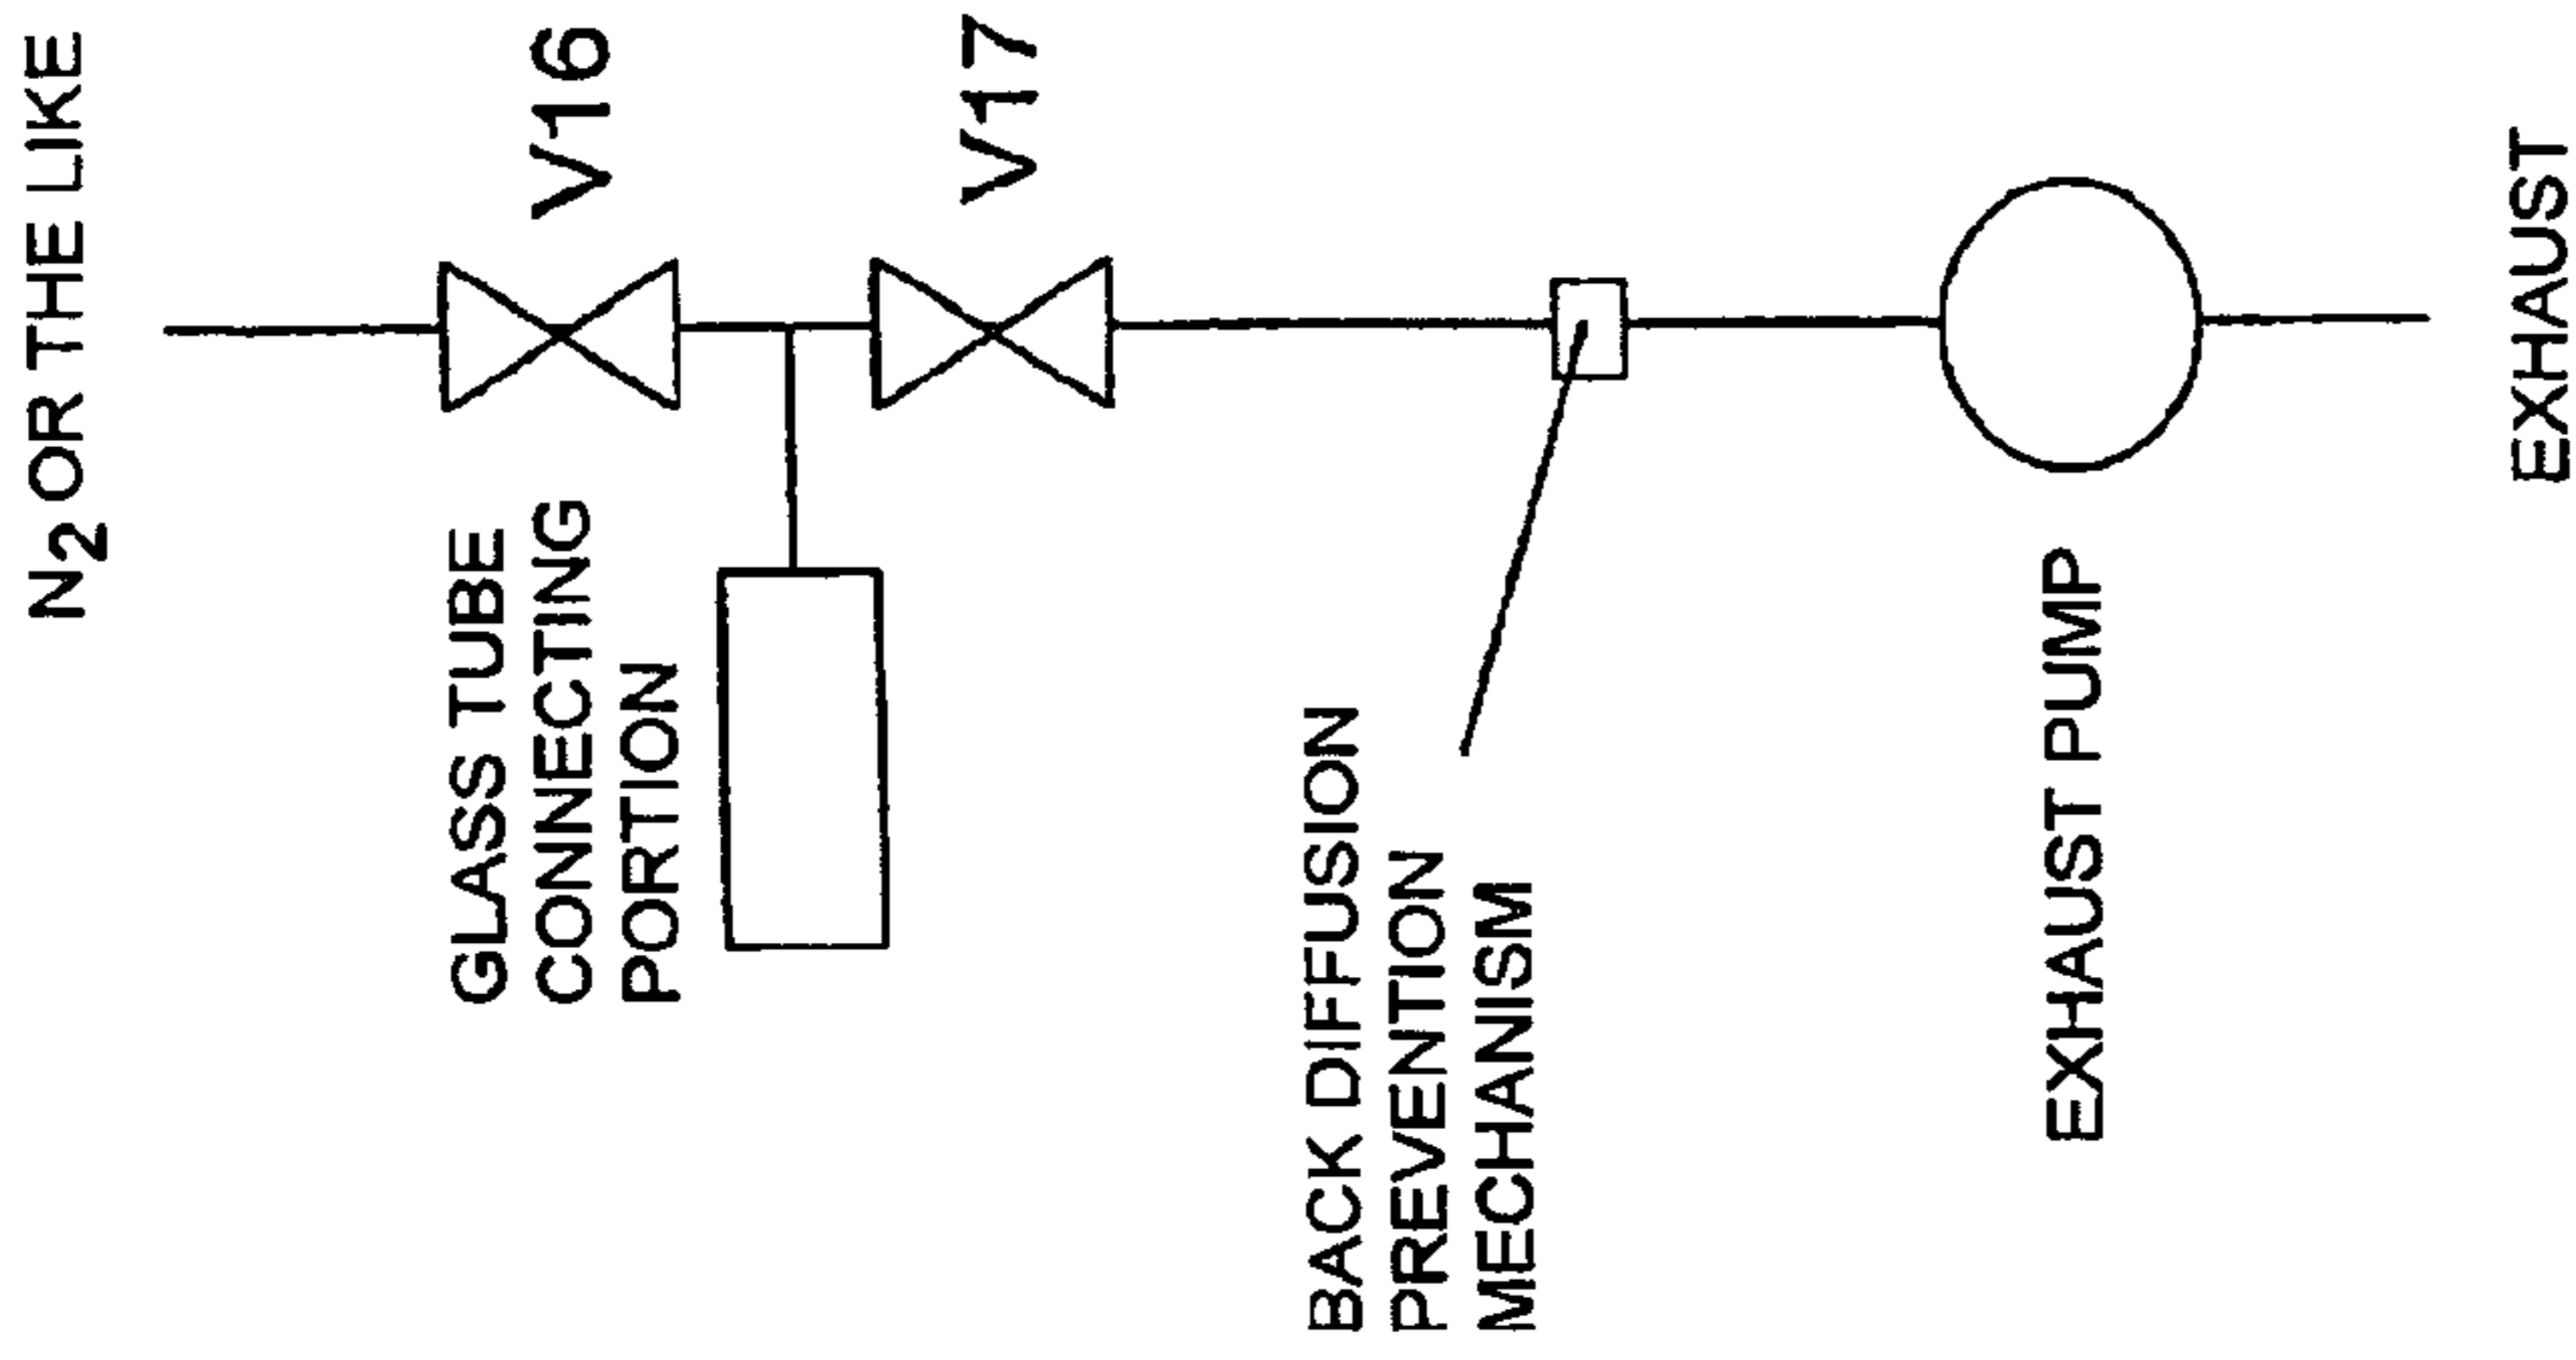 N2 OR THE LIKE
V16
GLASS TUBE
CONNECTING
PORTION
V17
BACK DIFFUSION
PREVENTION
MECHANISM
EXHAUST PUMP
EXHAUST